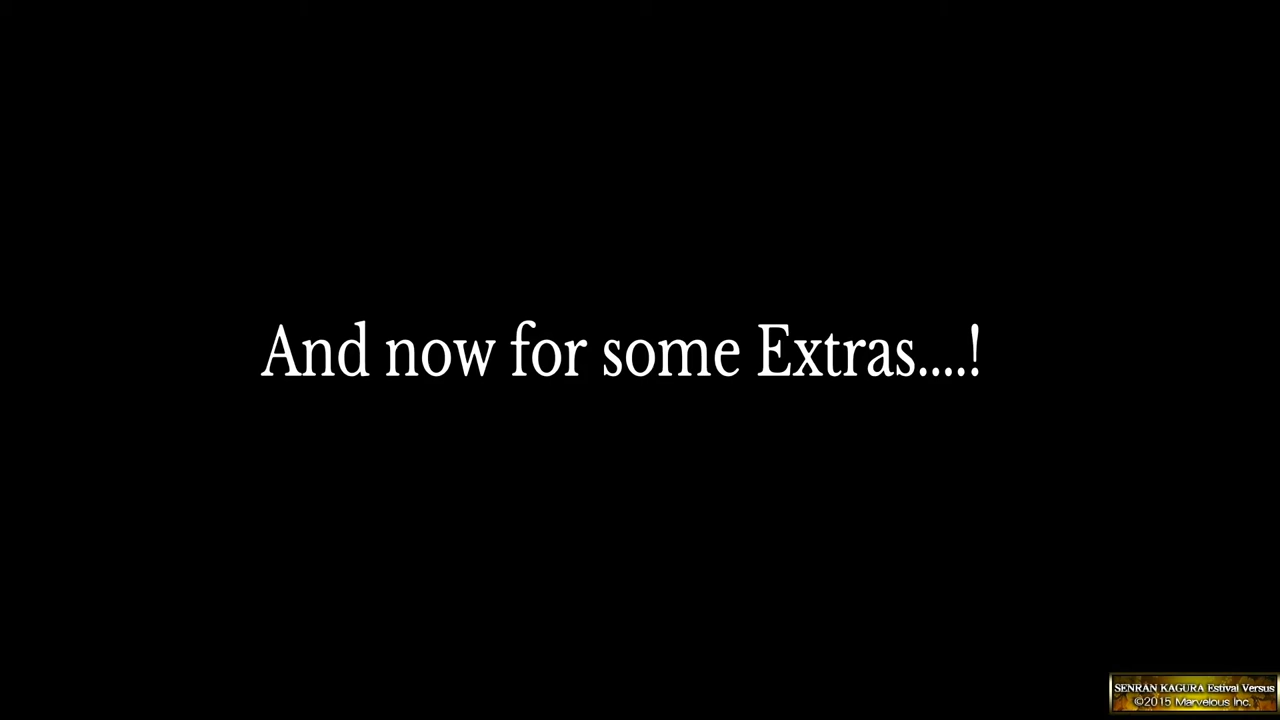 And now for some Extras....!
SENRAN KAGURA Estival Versus
©2015 Marvelous Inc.